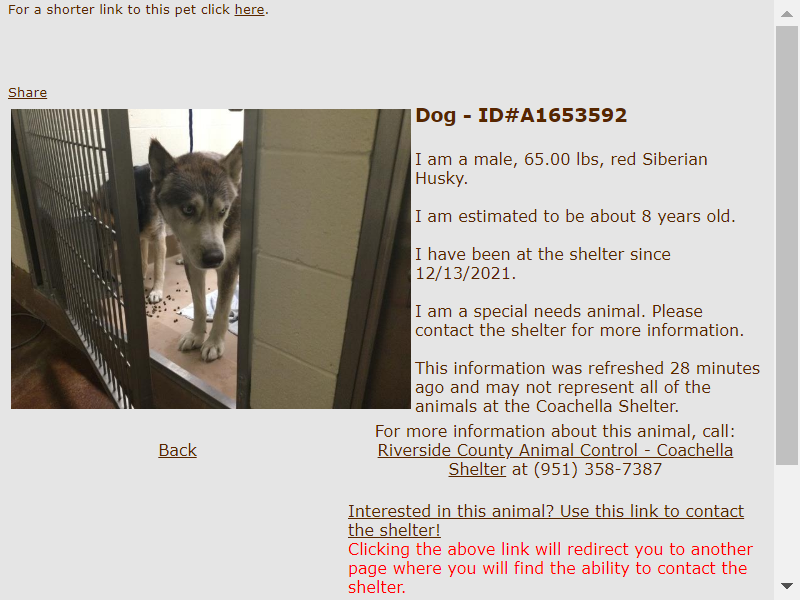 For a shorter link to this pet click here.
Share
Dog - ID#A1653592
I am a male, 65.00 lbs, red Siberian
Husky.
I am estimated to be about 8 years old.
I have been at the shelter since
12/13/2021.
I am a special needs animal. Please
contact the shelter for more information.
This information was refreshed 28 minutes
ago and may not represent all of the
animals at the Coachella Shelter.
Back
For more information about this animal, call:
Riverside County Animal Control - Coachella
Shelter at (951) 358-7387
Interested in this animal? Use this link to contact
the shelter!
Clicking the above link will redirect you to another
page where you will find the ability to contact the
shelter.